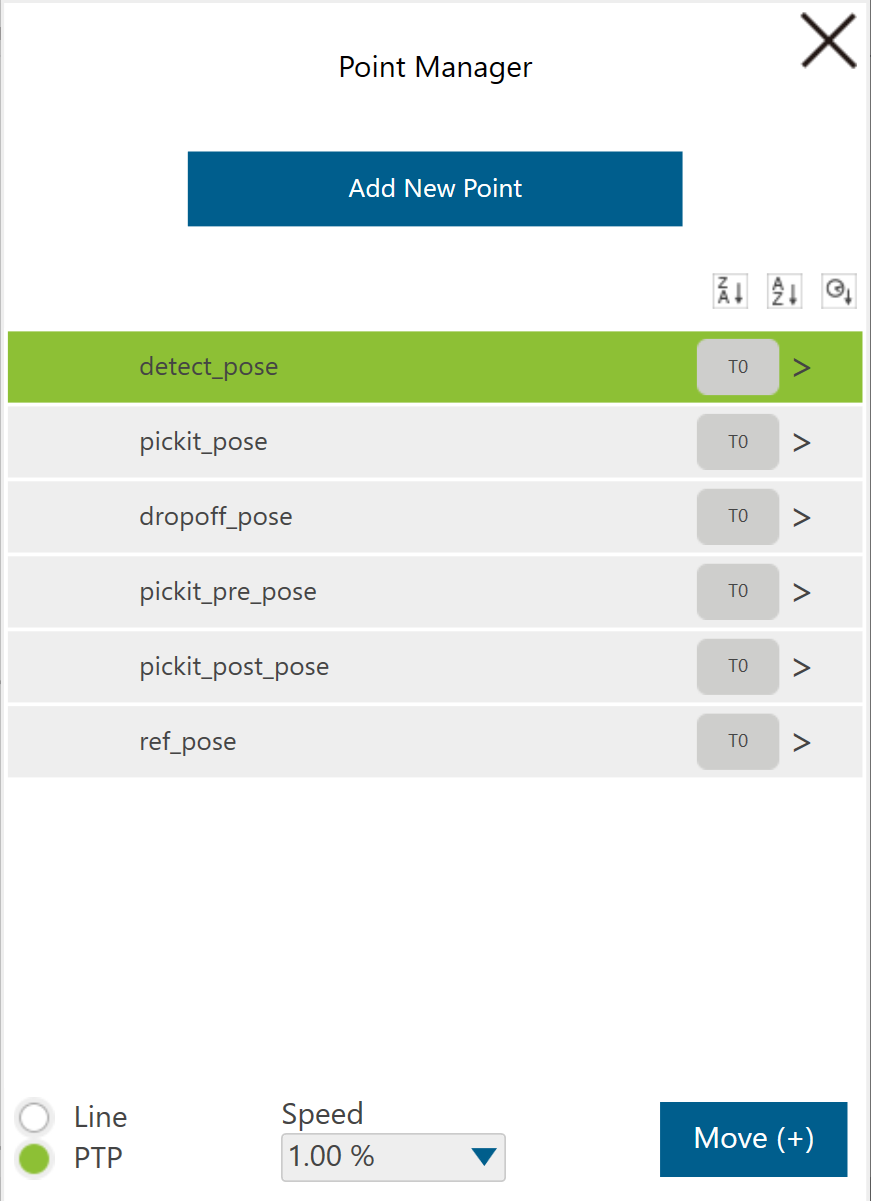 Point Manager
Add New Point
Z
A
A
Z
detect_pose T0 >
pickit_pose T0 >
dropoff_pose T0 >
pickit_pre_pose T0 >
pickit_post_pose T0 >
ref_pose T0 >
Line
PTP
Speed
1.00 %
Move (+)